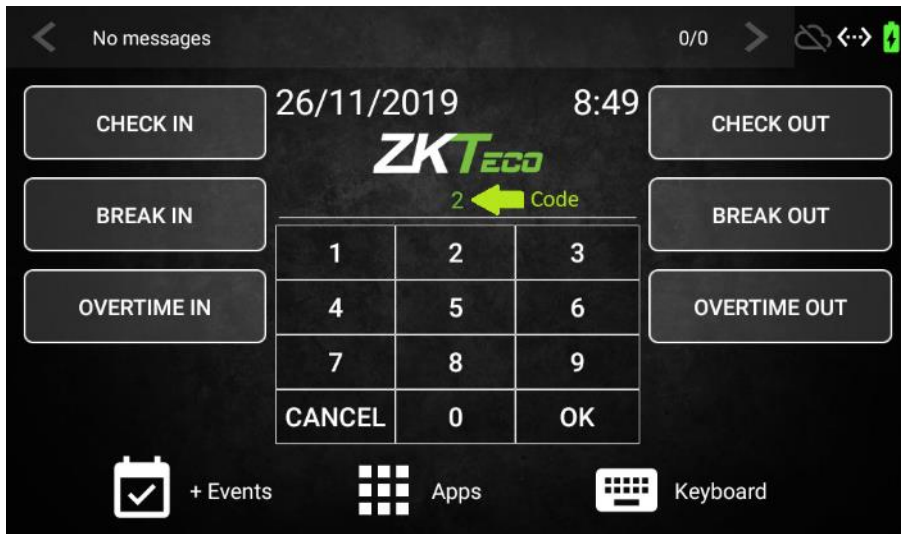 No messages 0/0
26/11/2019 8:49
CHECK IN
CHECK OUT
ZKTECO
2 Code
BREAK IN
BREAK OUT
1 2 3
OVERTIME IN
OVERTIME OUT
4 5 6
7 8 9
CANCEL 0 OK
+ Events Apps Keyboard